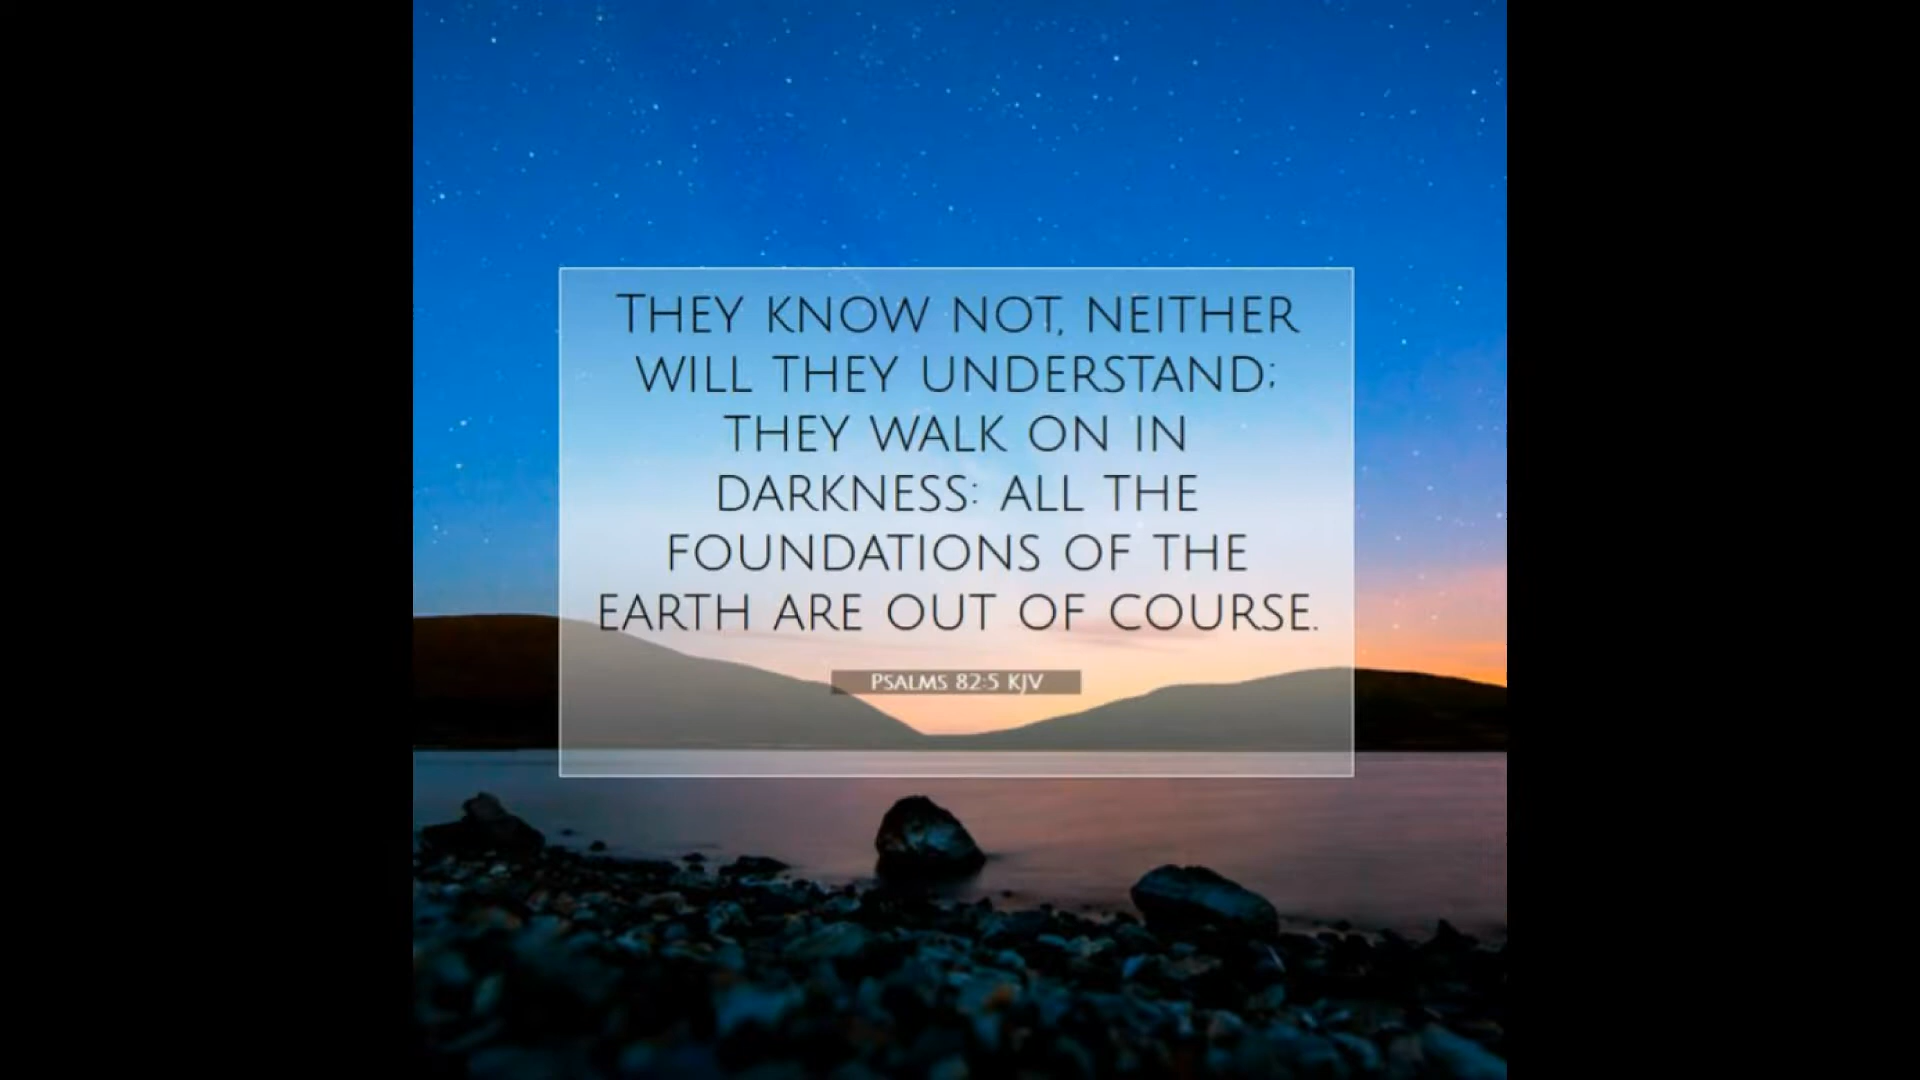 They know not, neither
will they understand;
they walk on in
darkness: all the
foundations of the
earth are out of course.
Psalms 82:5 KJV